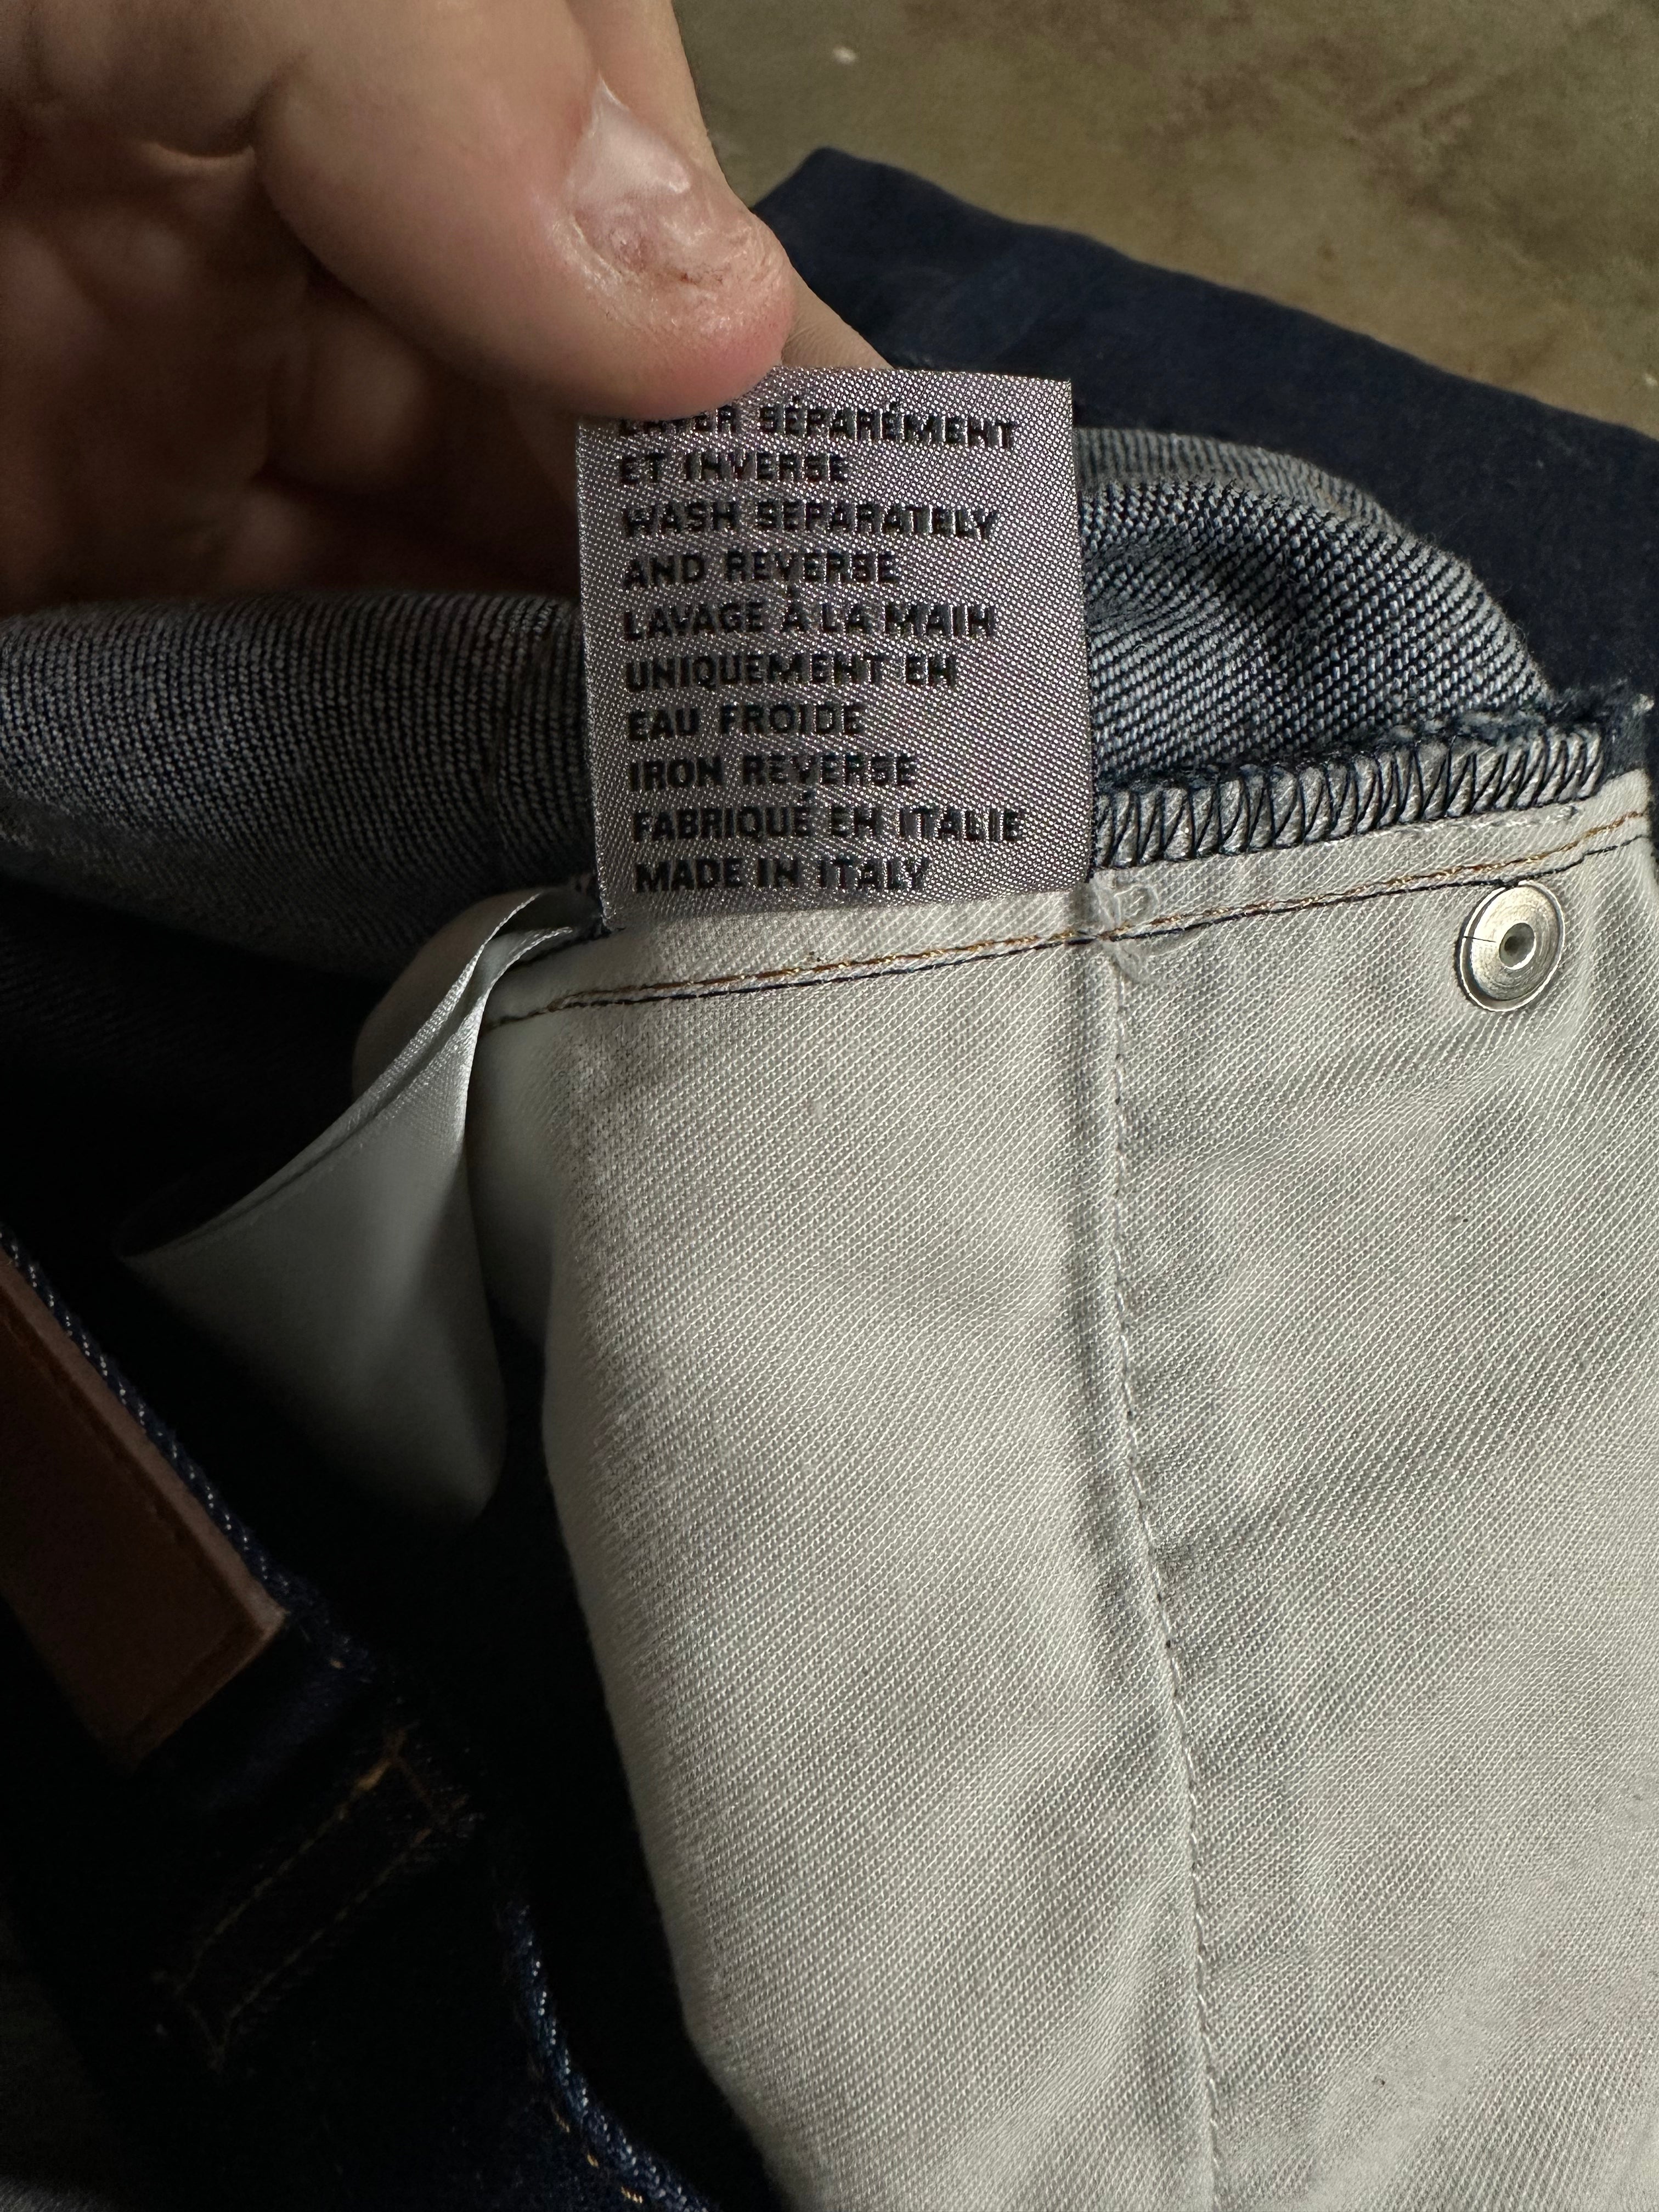 LAVER SÉPARÉMENT
ET INVERSE
WASH SEPARATELY
AND REVERSE
LAVAGE À LA MAIN
UNIQUEMENT EN
EAU FROIDE
IRON REVERSE
FABRIQUÉ EN ITALIE
MADE IN ITALY